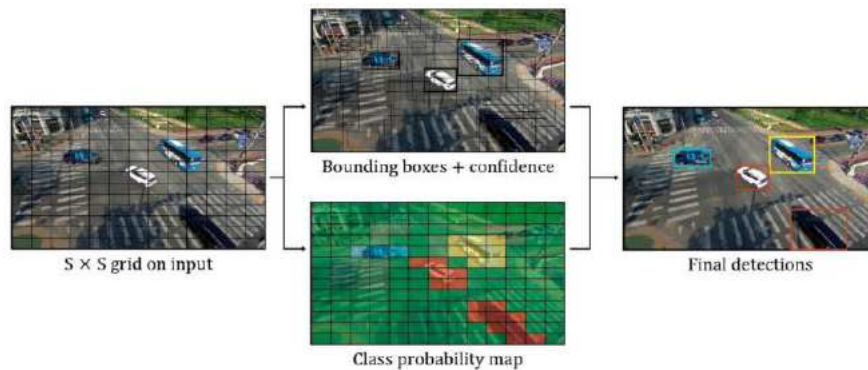 Bounding boxes + confidence
S × S grid on input
Final detections
Class probability map